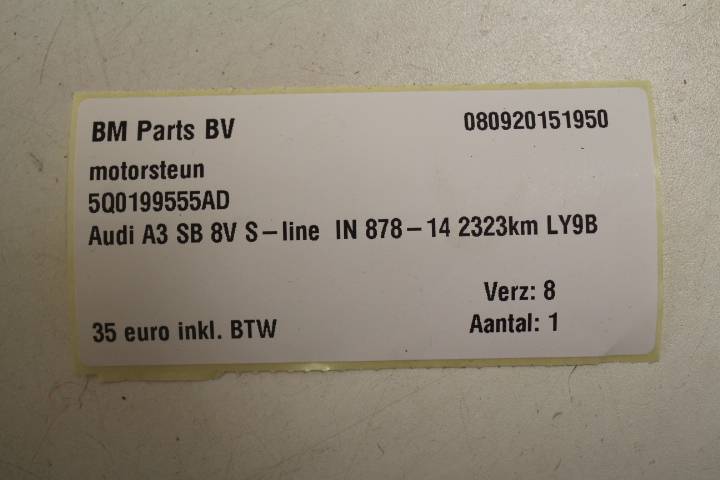 BM Parts BV 080920151950
motorsteun
5Q0199555AD
Audi A3 SB 8V S-line IN 878-14 2323km LY9B
Verz: 8
35 euro inkl. BTW Aantal: 1